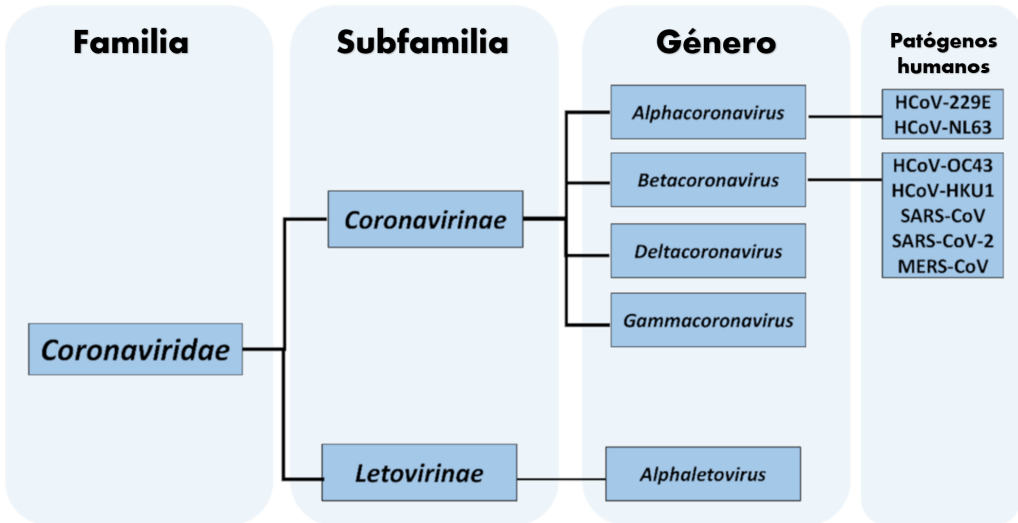 Familia
Subfamilia
Género
Patógenos
humanos
Coronaviridae
Coronavirinae
Letovirinae
Alphacoronavirus
Betacoronavirus
Deltacoronavirus
Gammacoronavirus
Alphaletovirus
HCoV-229E
HCoV-NL63
HCoV-OC43
HCoV-HKU1
SARS-CoV
SARS-CoV-2
MERS-CoV